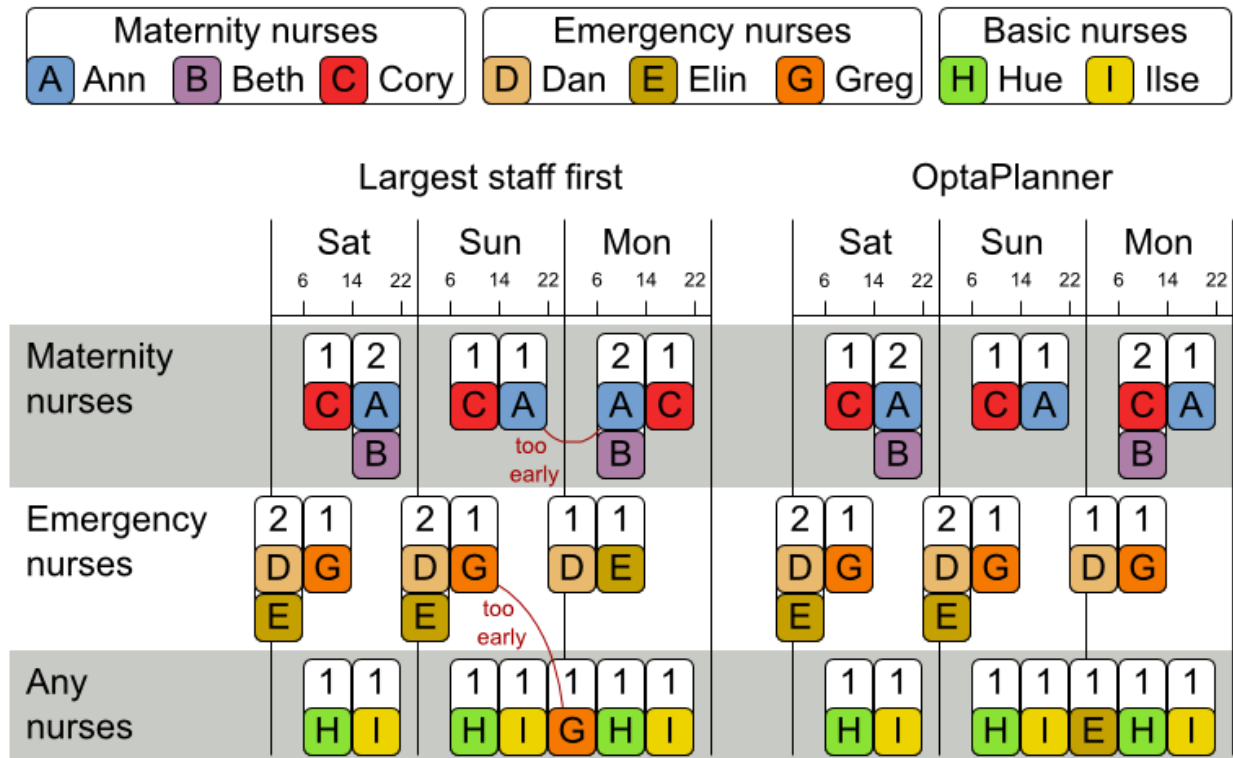 Maternity nurses Emergency nurses Basic nurses
A Ann B Beth C Cory D Dan E Elin G Greg H Hue I Ilse
Largest staff first OptaPlanner
Sat Sun Mon Sat Sun Mon
6 14 22 6 14 22 6 14 22 6 14 22 6 14 22 6 14 22
Maternity 1 2 1 1 2 1 1 2 1 1 2 1
nurses C A C A A C C A C A C A
too
B B B B
early
Emergency 2 1 2 1 1 1 2 1 2 1 1 1
nurses D G D G D E D G D G D G
too
E E E E
early
Any 1 1 1 1 1 1 1 1 1 1 1 1 1 1
nurses H I H I G H I H I H I E H I